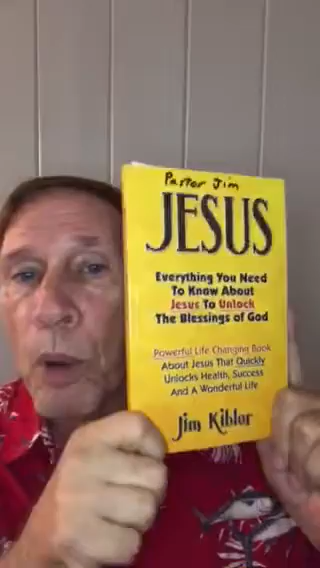 Pastor Jim
JESUS
Everything You Need
To Know About
Jesus To Unlock
The Blessings of God
Powerful Life Changing Book
About Jesus That Quickly
Unlocks Health, Success
And A Wonderful Life
Jim Kibler